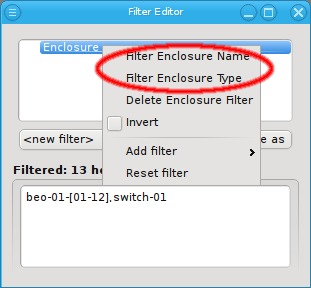 Filter Editor
Enclosure
Filter Enclosure Name
Filter Enclosure Type
Delete Enclosure Filter
Invert
Add filter
Reset filter
<new filter>
as
Filtered: 13
beo-01-[01-12],switch-01